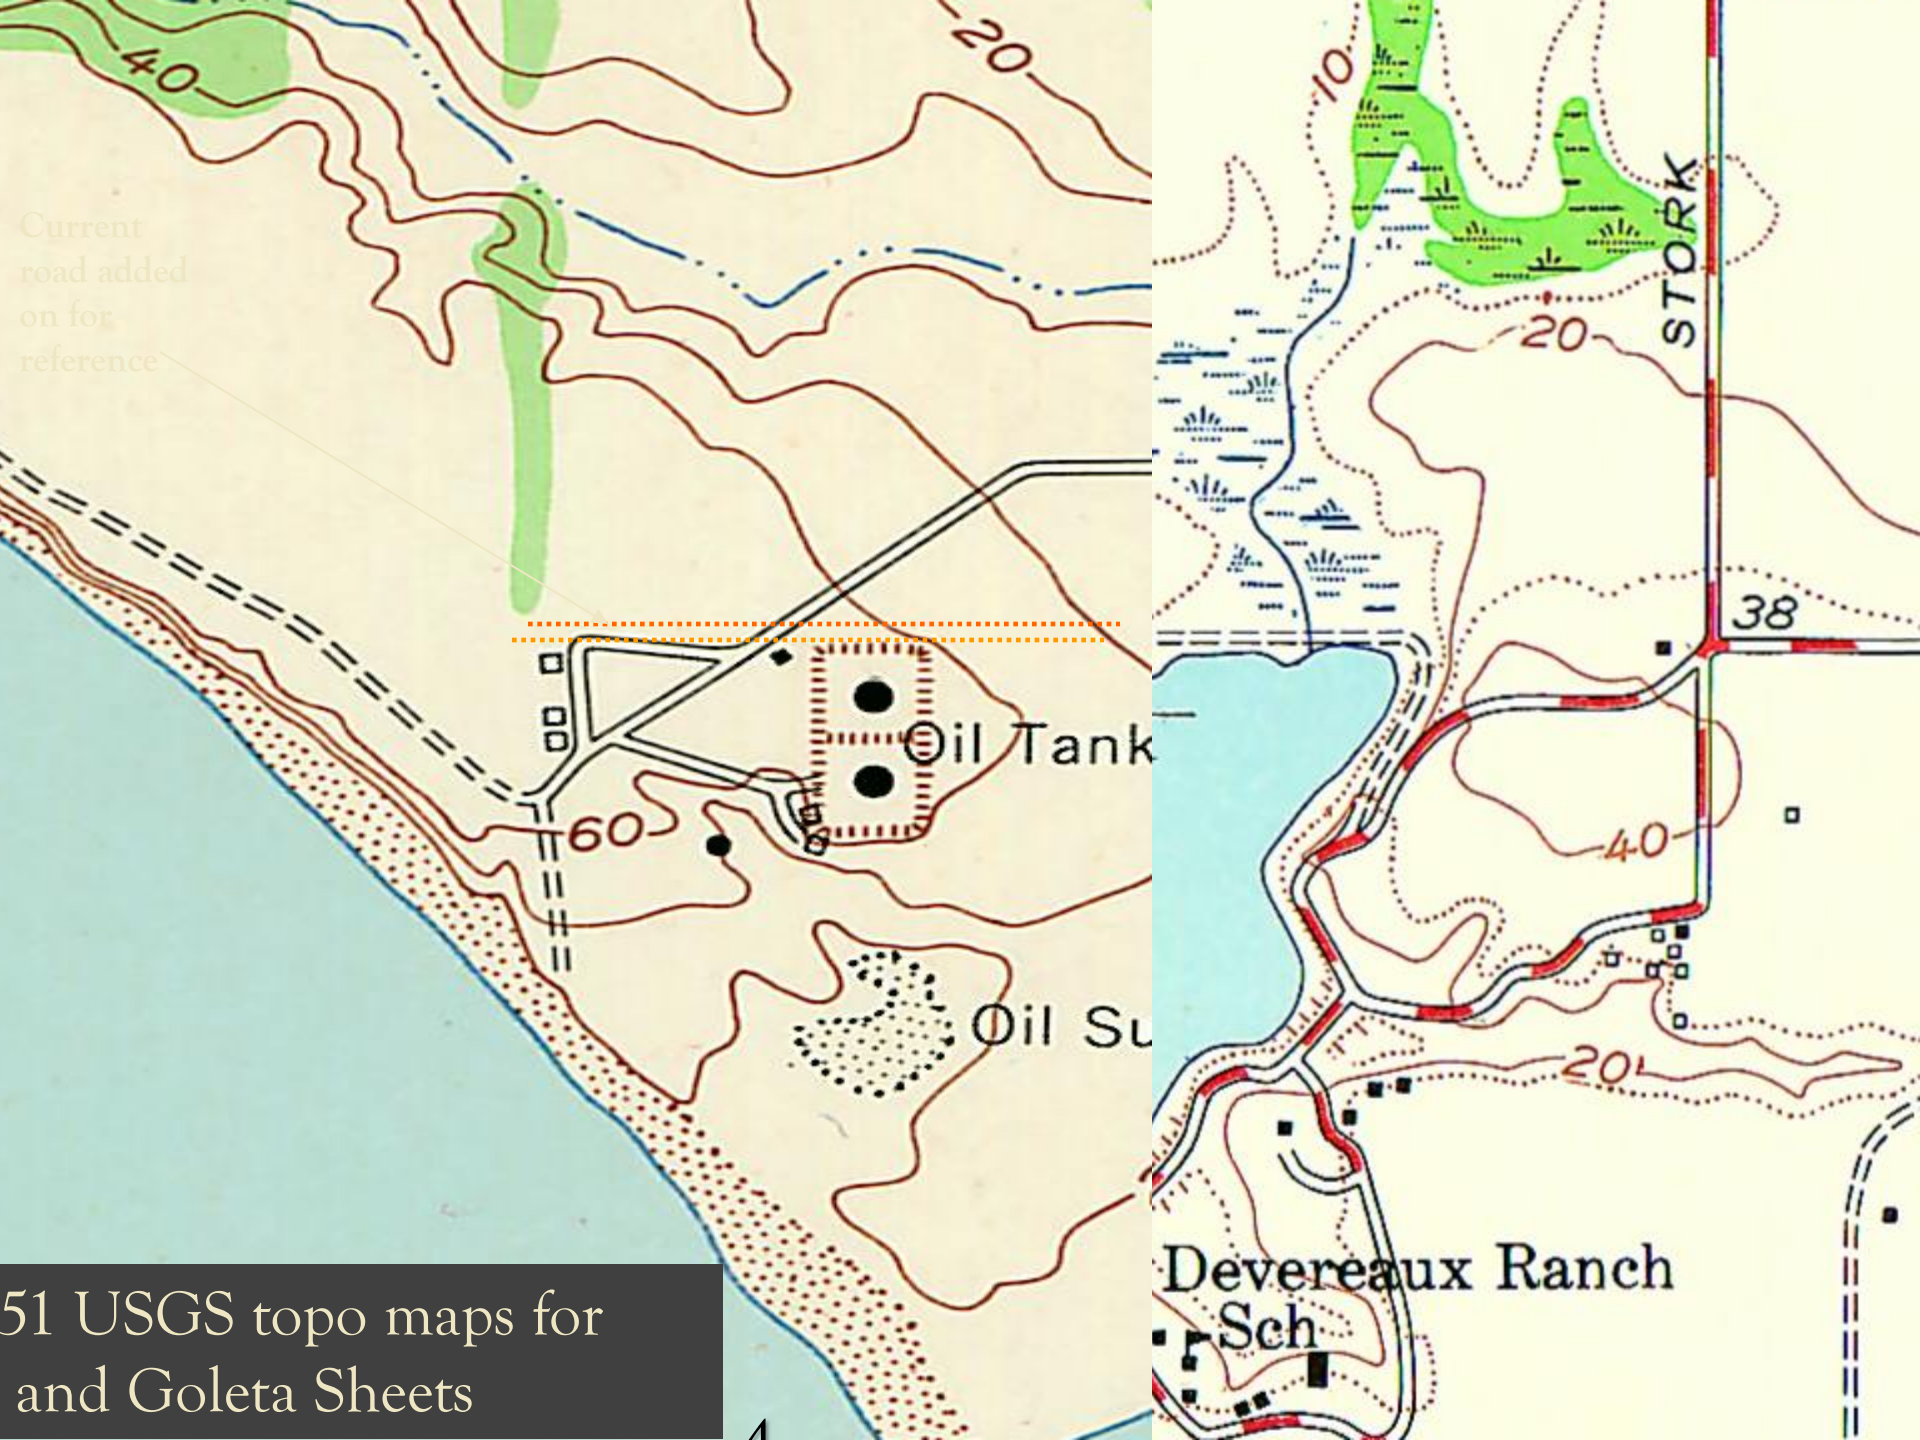 40
20
10
Current
road added
on for
reference
STORK
20
38
Oil Tank
60
40
Oil Su
20
Devereaux Ranch
Sch
51 USGS topo maps for
and Goleta Sheets